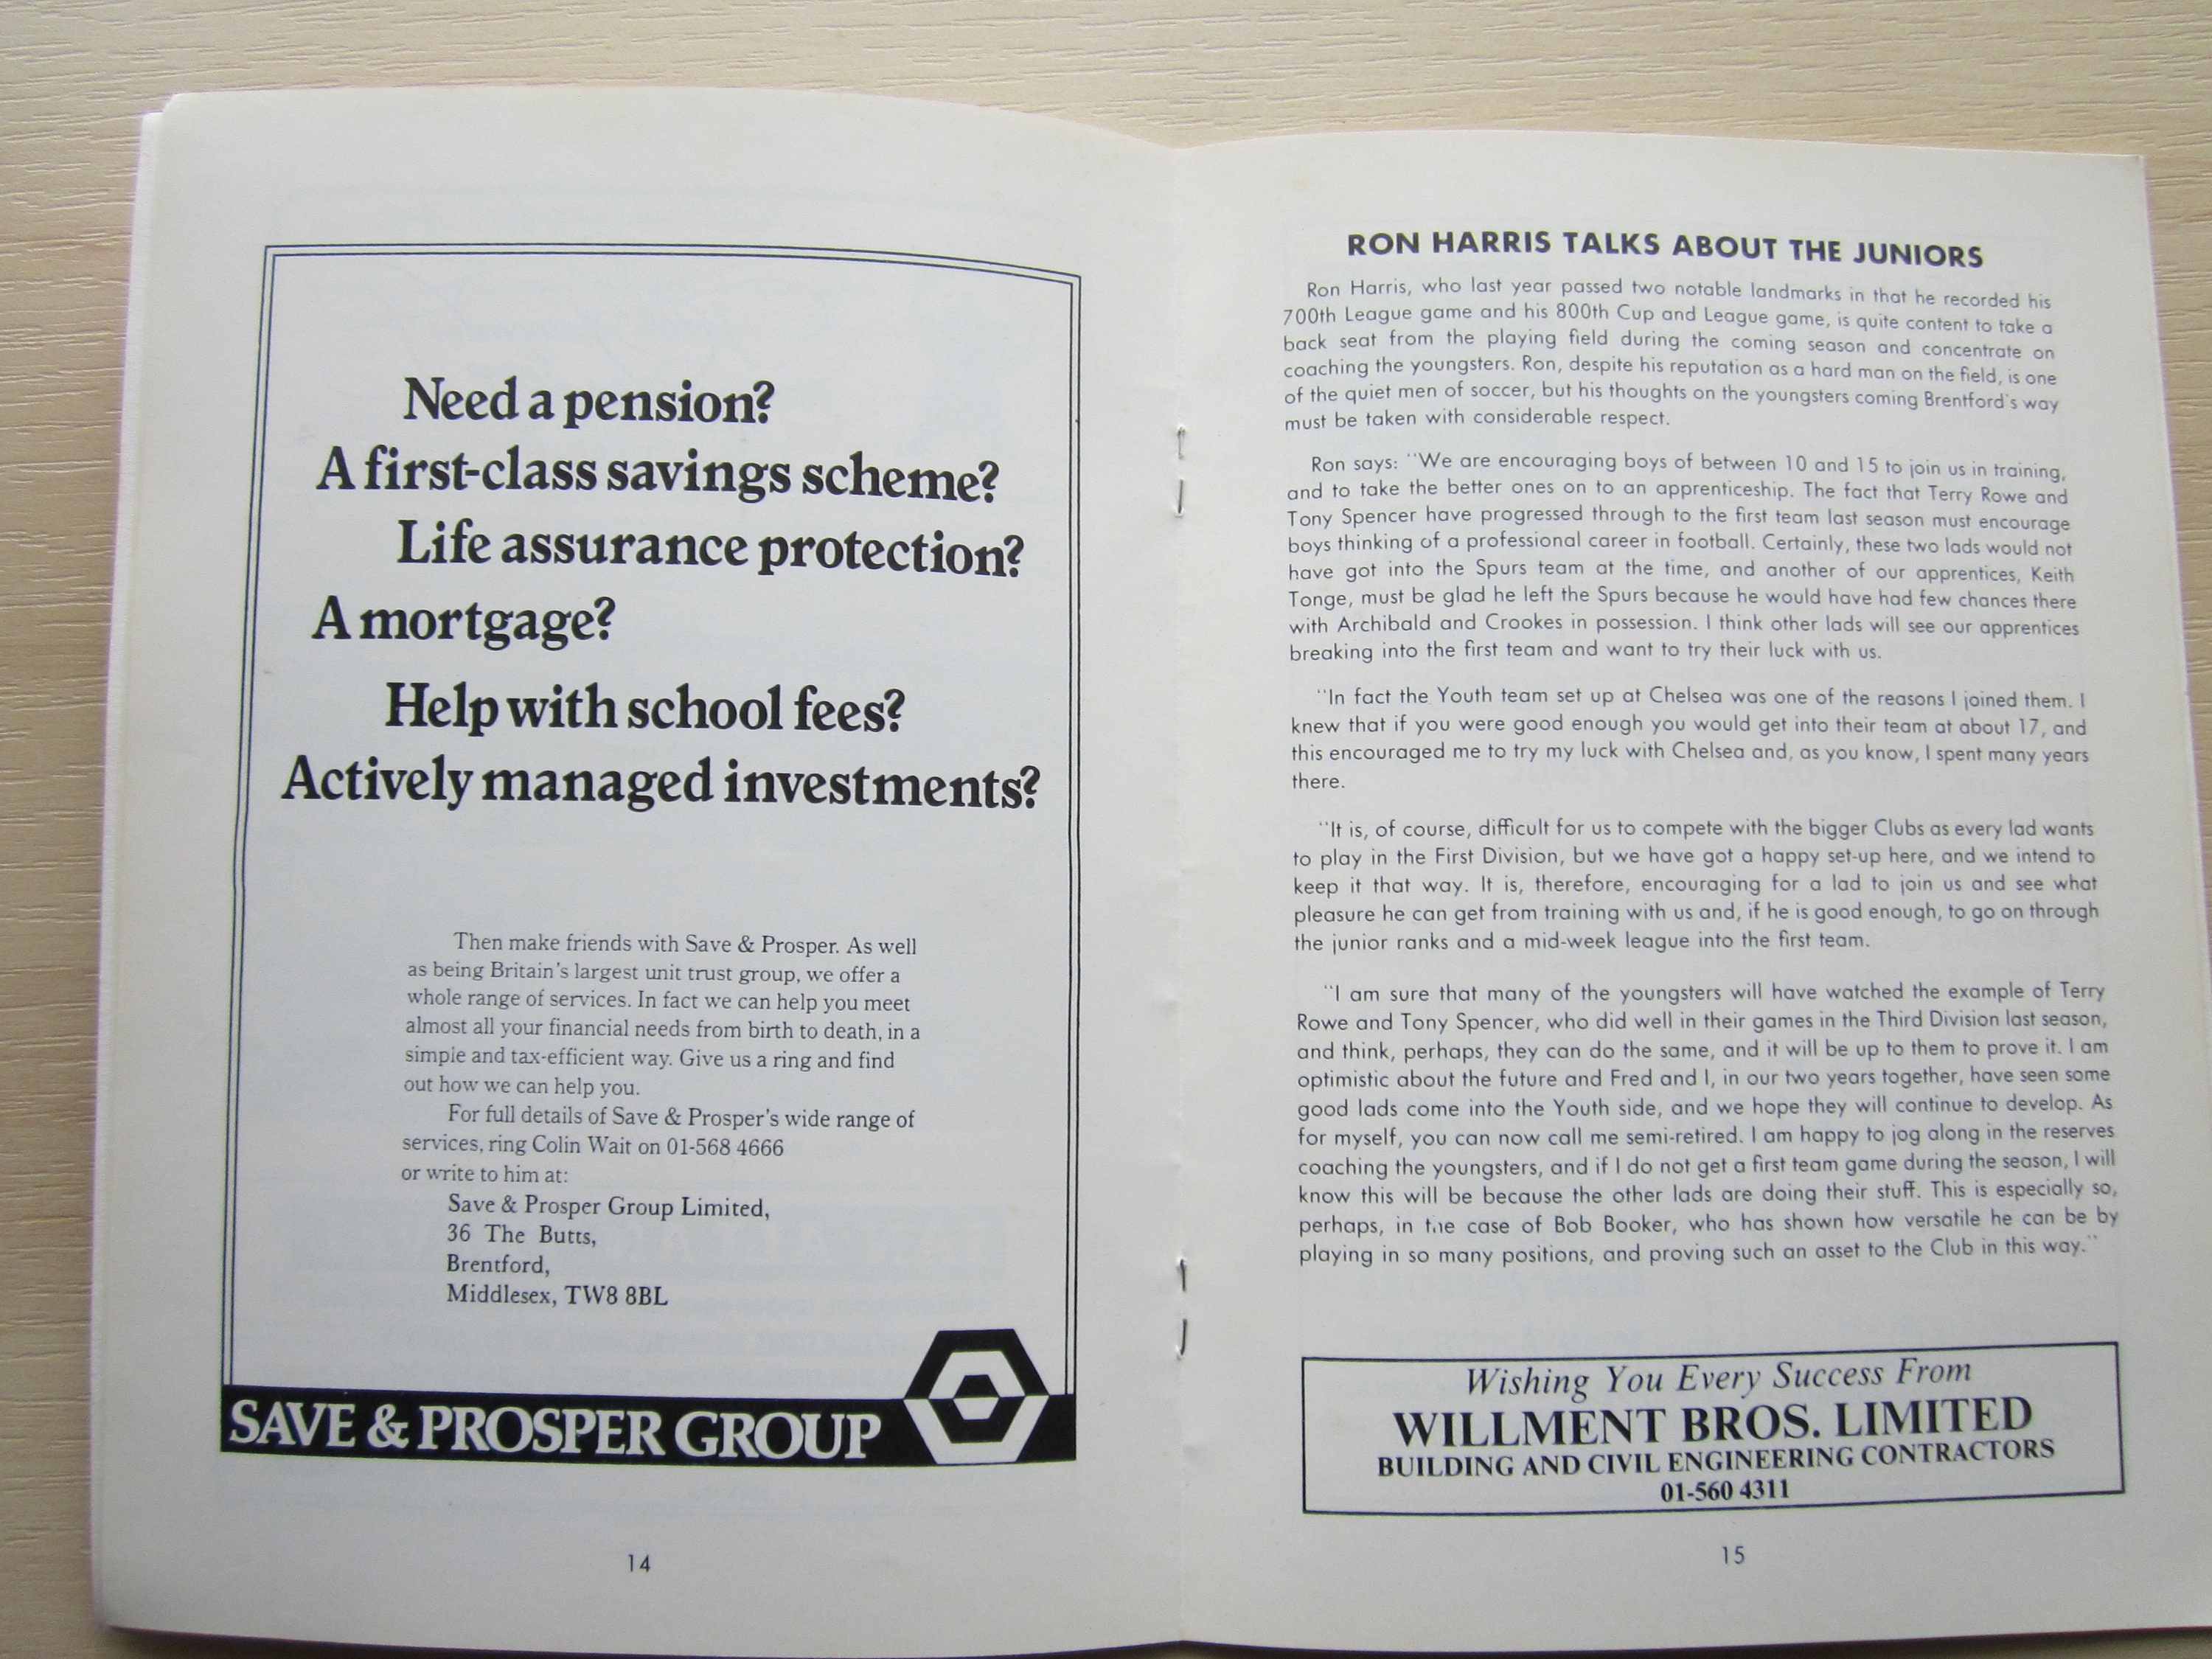 Need a pension?
A first-class savings scheme?
Life assurance protection?
A mortgage?
Help with school fees?
Actively managed investments?
Then make friends with Save & Prosper. As well
as being Britain's largest unit trust group, we offer a
whole range of services. In fact we can help you meet
almost all your financial needs from birth to death, in a
simple and tax-efficient way. Give us a ring and find
out how we can help you.
For full details of Save & Prosper's wide range of
services, ring Colin Wait on 01-568 4666
or write to him at:
Save & Prosper Group Limited,
36 The Butts,
Brentford,
Middlesex, TW8 8BL
SAVE & PROSPER GROUP
14
RON HARRIS TALKS ABOUT THE JUNIORS
Ron Harris, who last year passed two notable landmarks in that he recorded his
700th League game and his 800th Cup and League game, is quite content to take a
back seat from the playing field during the coming season and concentrate on
coaching the youngsters. Ron, despite his reputation as a hard man on the field, is one
of the quiet men of soccer, but his thoughts on the youngsters coming Brentford's way
must be taken with considerable respect.
Ron says: "We are encouraging boys of between 10 and 15 to join us in training,
and to take the better ones on to an apprenticeship. The fact that Terry Rowe and
Tony Spencer have progressed through to the first team last season must encourage
boys thinking of a professional career in football. Certainly, these two lads would not
have got into the Spurs team at the time, and another of our apprentices, Keith
Tonge, must be glad he left the Spurs because he would have had few chances there
with Archibald and Crookes in possession. I think other lads will see our apprentices
breaking into the first team and want to try their luck with us.
"In fact the Youth team set up at Chelsea was one of the reasons I joined them. I
knew that if you were good enough you would get into their team at about 17, and
this encouraged me to try my luck with Chelsea and, as you know, I spent many years
there.
"It is, of course, difficult for us to compete with the bigger Clubs as every lad wants
to play in the First Division, but we have got a happy set-up here, and we intend to
keep it that way. It is, therefore, encouraging for a lad to join us and see what
pleasure he can get from training with us and, if he is good enough, to go on through
the junior ranks and a mid-week league into the first team.
"I am sure that many of the youngsters will have watched the example of Terry
Rowe and Tony Spencer, who did well in their games in the Third Division last season,
and think, perhaps, they can do the same, and it will be up to them to prove it. I am
optimistic about the future and Fred and I, in our two years together, have seen some
good lads come into the Youth side, and we hope they will continue to develop. As
for myself, you can now call me semi-retired. I am happy to jog along in the reserves
coaching the youngsters, and if I do not get a first team game during the season, I will
know this will be because the other lads are doing their stuff. This is especially so,
perhaps, in the case of Bob Booker, who has shown how versatile he can be by
playing in so many positions, and proving such an asset to the Club in this way."
Wishing You Every Success From
WILLMENT BROS. LIMITED
BUILDING AND CIVIL ENGINEERING CONTRACTORS
01-560 4311
15